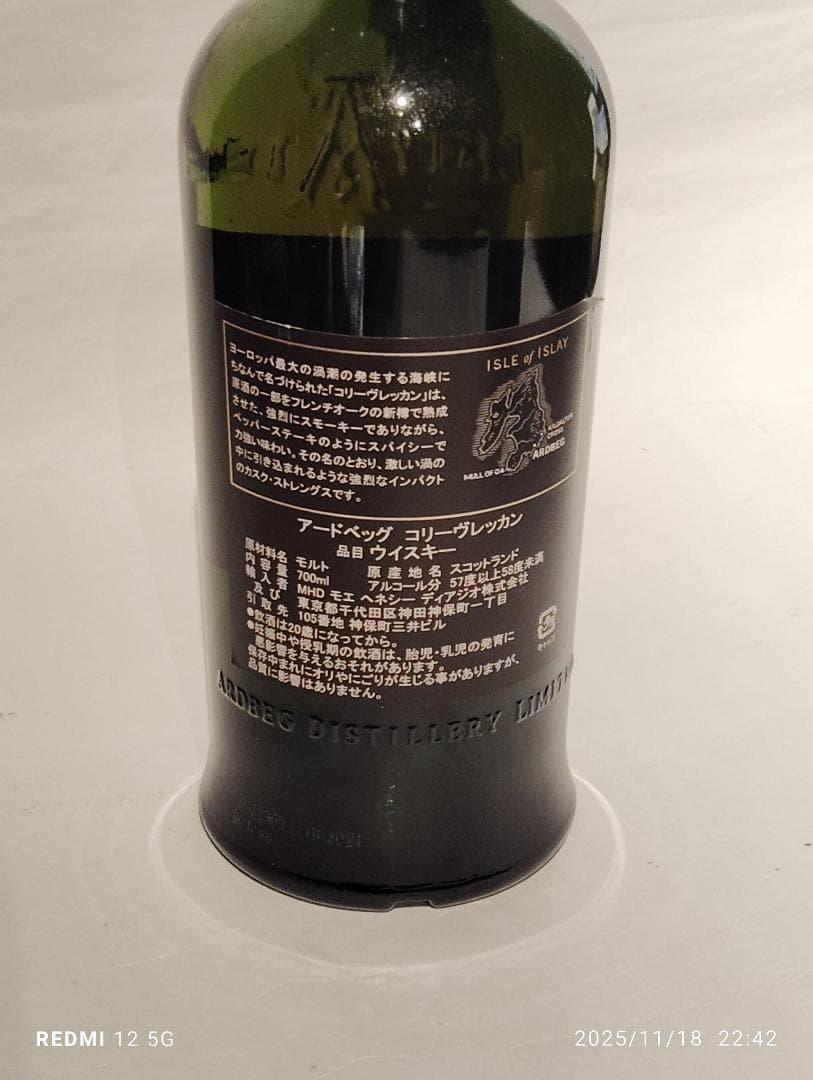 ヨーロッパ最大の渦潮の発生する海峡に
ちなんで名づけられた「コリーヴレッカン」は、
原酒の一部をフレンチオークの新樽で熟成
させた、強烈にスモーキーでありながら、
ペッパーステーキのようにスパイシーで
力強い味わい。その名のとおり、激しい渦の
中に引き込まれるような強烈なインパクト
のカスク・ストレングスです。
ISLE of ISLAY
KILDALTON
CROSS
ARDBEG
MULL OF OA
アードベッグ コリーヴレッカン
品目 ウイスキー
原材料名 モルト 原産地名 スコットランド
内容量 700ml アルコール分 57度以上58度未満
輸入者 MHD モエ ヘネシー ディアジオ株式会社
及び 東京都千代田区神田神保町一丁目
引取先 105番地 神保町三井ビル
●飲酒は20歳になってから。
●妊娠中や授乳期の飲酒は、胎児・乳児の発育に
悪影響を与えるおそれがあります。
保存中まれにオリやにごりが生じる事がありますが、
品質に影響はありません。
キャップ
ARDBEG DISTILLERY LIMITED
REDMI 12 5G
2025/11/18 22:42